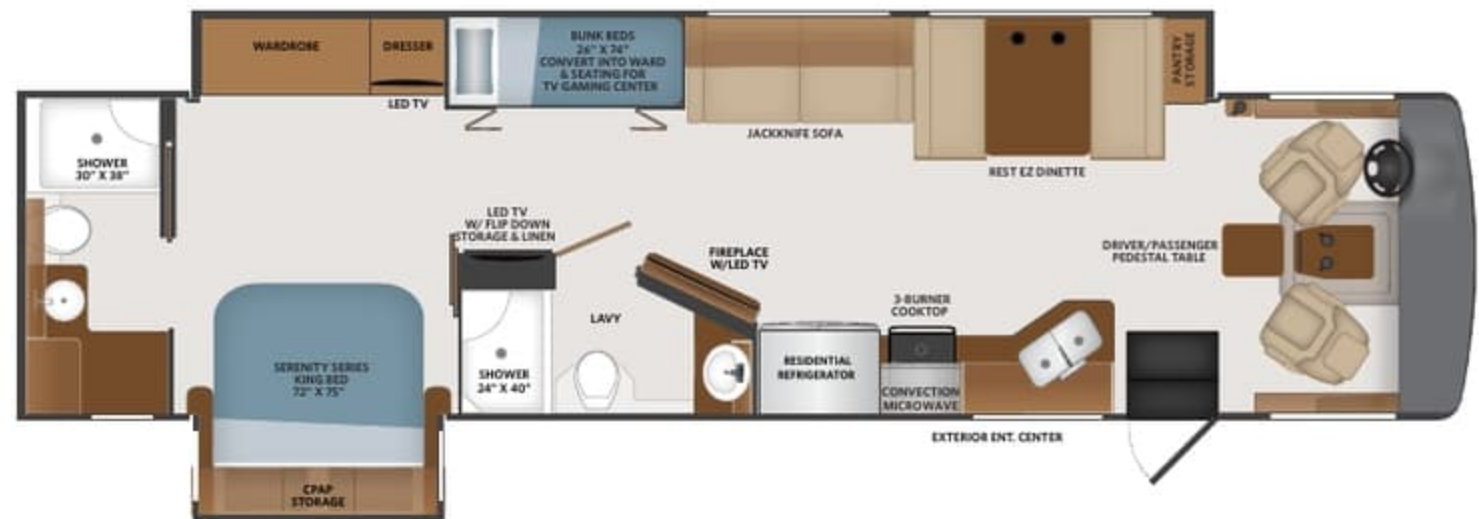 WARDROBE
DRESSER
LED TV
BUNK BEDS
26" X 74"
CONVERT INTO WARD
& SEATING FOR
TV GAMING CENTER
JACKKNIFE SOFA
REST EZ DINETTE
PANTRY
STORAGE
SHOWER
30" X 38"
LED TV
W/ FLIP DOWN
STORAGE & LINEN
FIREPLACE
W/LED TV
DRIVER/PASSENGER
PEDESTAL TABLE
LAVY
3-BURNER
COOKTOP
SERENITY SERIES
KING BED
72" X 75"
SHOWER
24" X 40"
RESIDENTIAL
REFRIGERATOR
CONVECTION
MICROWAVE
EXTERIOR ENT. CENTER
CPAP
STORAGE